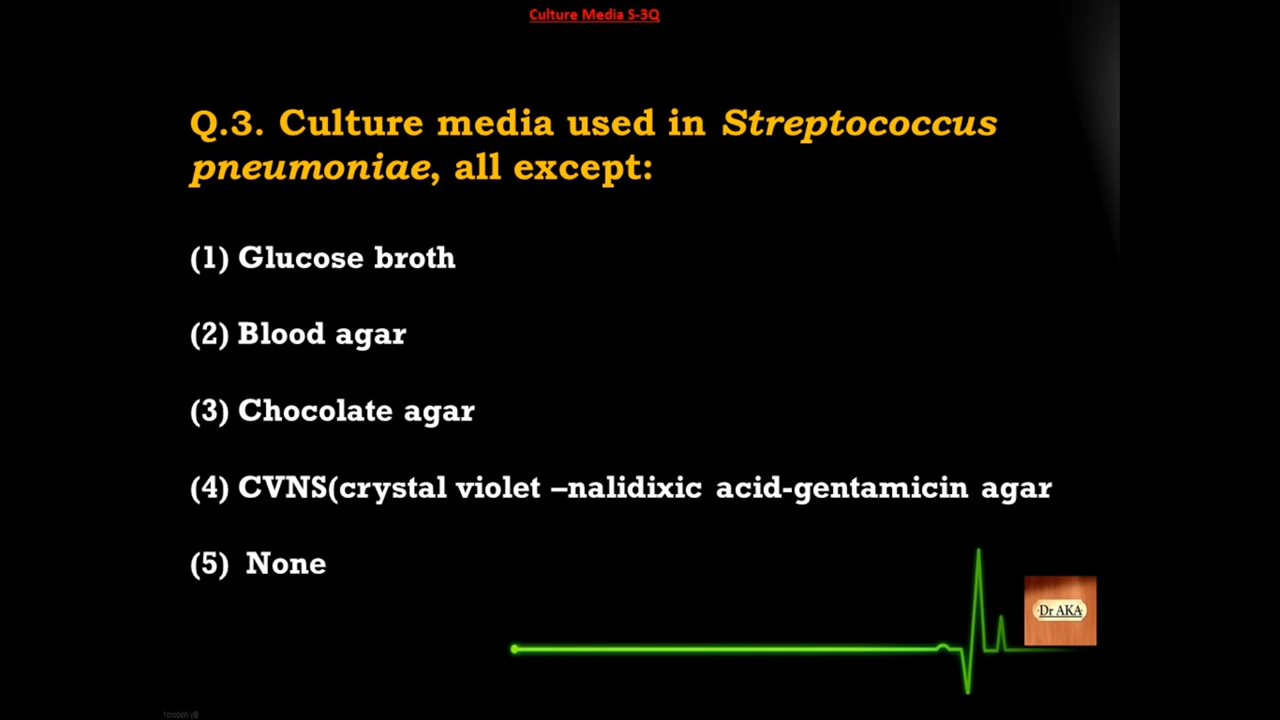 Culture Media S-3Q
Q.3. Culture media used in Streptococcus
pneumoniae, all except:
(1) Glucose broth
(2) Blood agar
(3) Chocolate agar
(4) CVNS(crystal violet –nalidixic acid-gentamicin agar
(5) None
Dr AKA